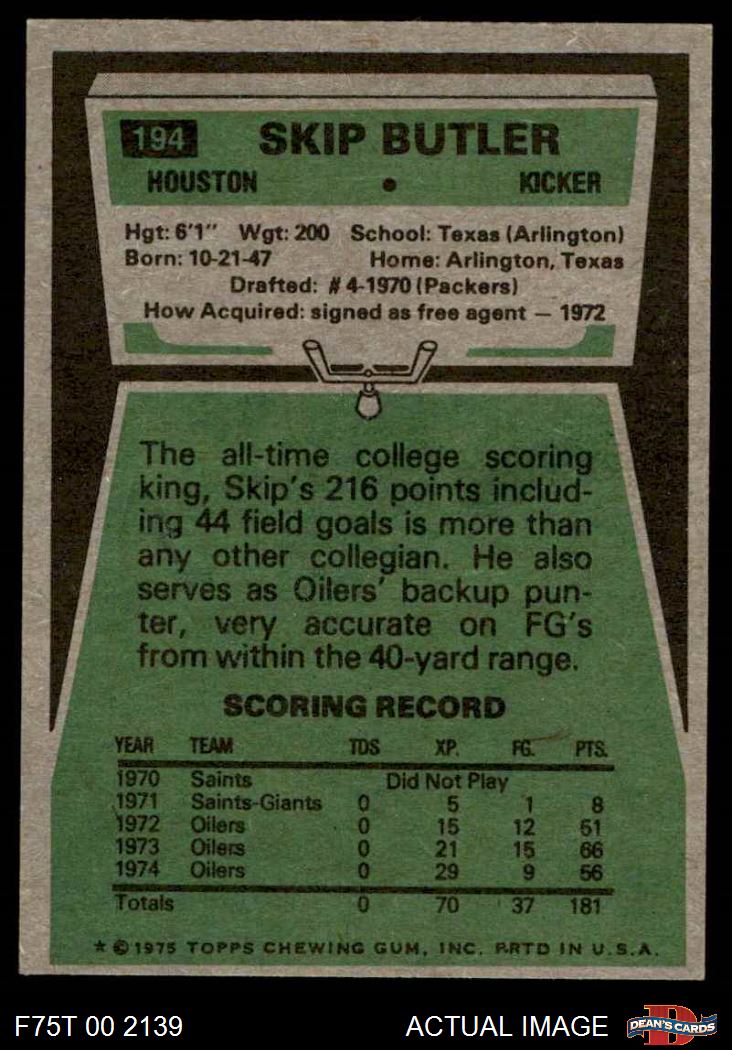 194 SKIP BUTLER
HOUSTON • KICKER
Hgt: 6'1" Wgt: 200 School: Texas (Arlington)
Born: 10-21-47 Home: Arlington, Texas
Drafted: #4-1970 (Packers)
How Acquired: signed as free agent — 1972
The all-time college scoring
king, Skip's 216 points includ-
ing 44 field goals is more than
any other collegian. He also
serves as Oilers' backup pun-
ter, very accurate on FG's
from within the 40-yard range.
SCORING RECORD
YEAR TEAM TDS XP. FG. PTS.
1970 Saints Did Not Play
1971 Saints-Giants 0 5 1 8
1972 Oilers 0 15 12 51
1973 Oilers 0 21 15 66
1974 Oilers 0 29 9 56
Totals 0 70 37 181
* © 1975 TOPPS CHEWING GUM, INC. PRTD IN U.S.A.
F75T 00 2139 ACTUAL IMAGE DEAN'S CARDS